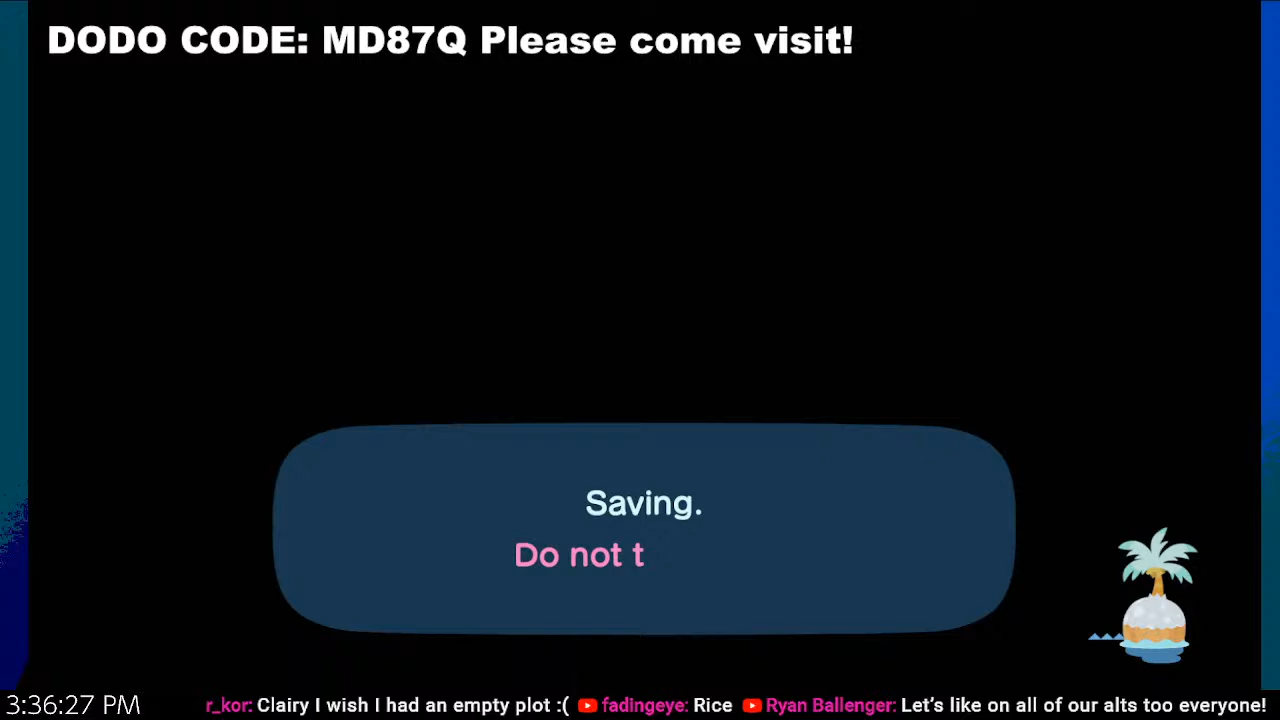 DODO CODE: MD87Q Please come visit!
Saving.
Do not t
3:36:27 PM r_kor: Clairy I wish I had an empty plot :( fadingeye: Rice Ryan Ballenger: Let's like on all of our alts too everyone!